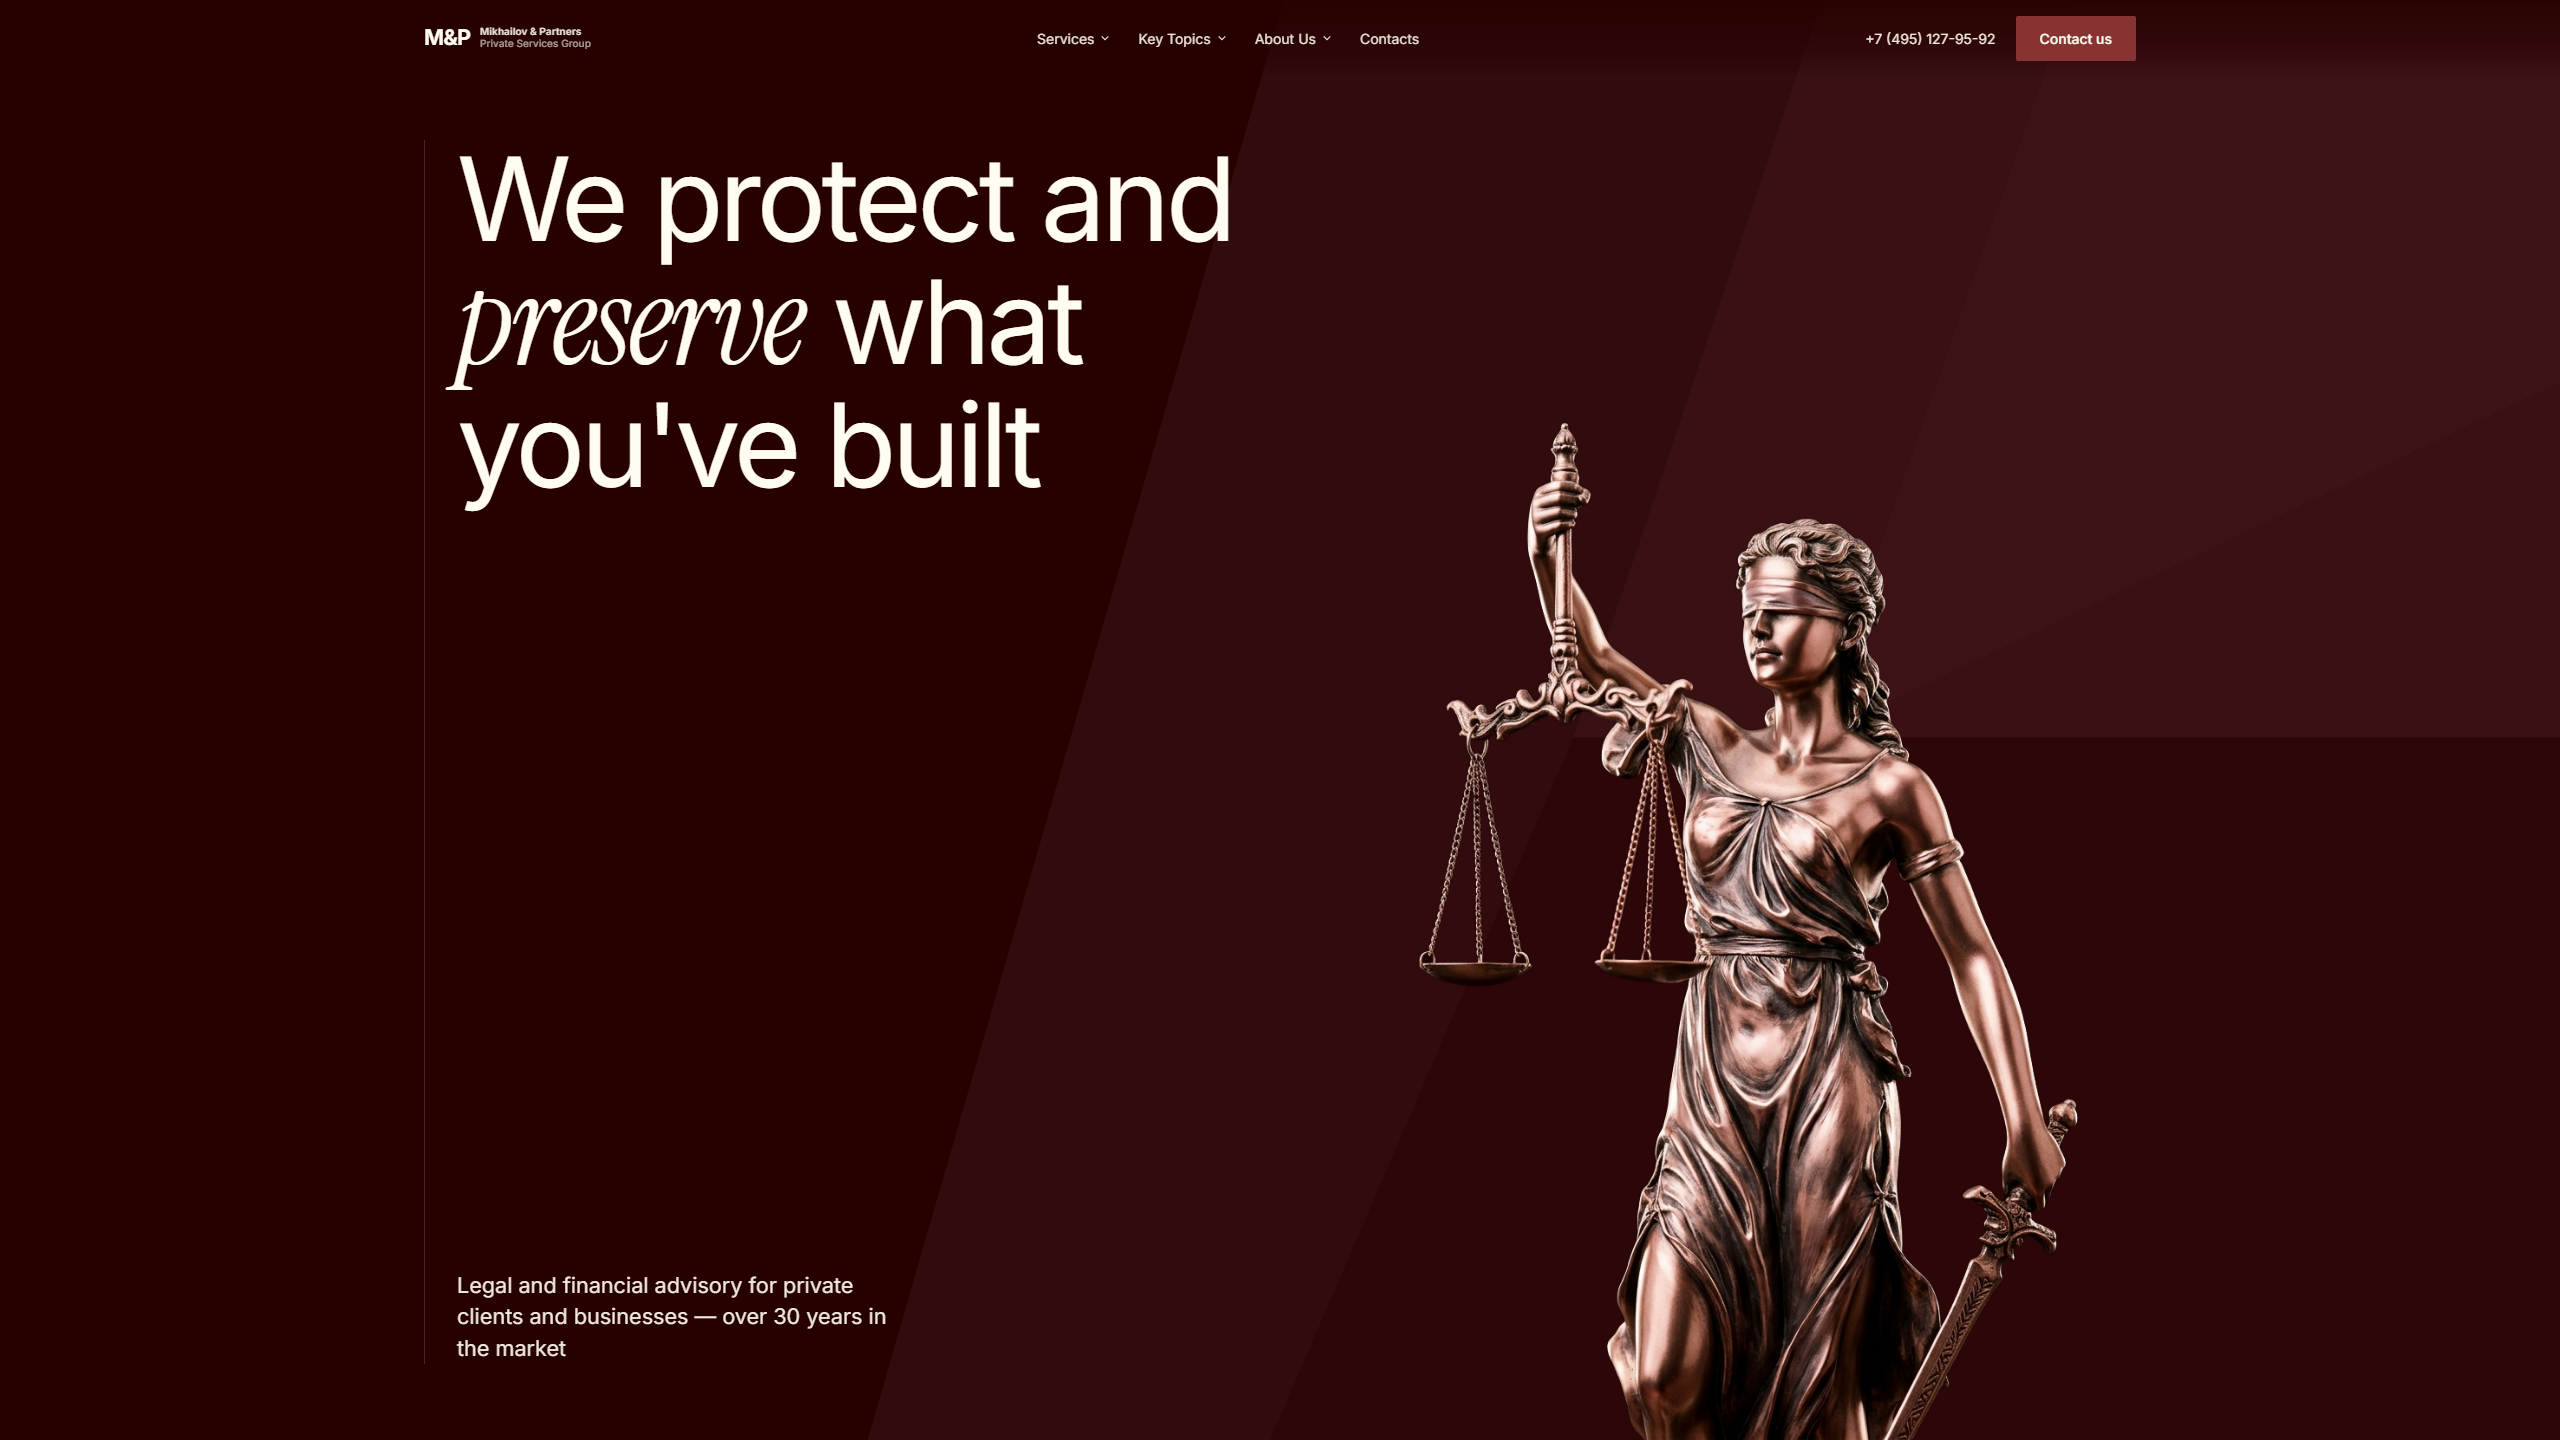 M&P
Mikhailov & Partners
Private Services Group
Services
Key Topics
About Us
Contacts
+7 (495) 127-95-92
Contact us
We protect and
preserve what
you've built
Legal and financial advisory for private
clients and businesses — over 30 years in
the market